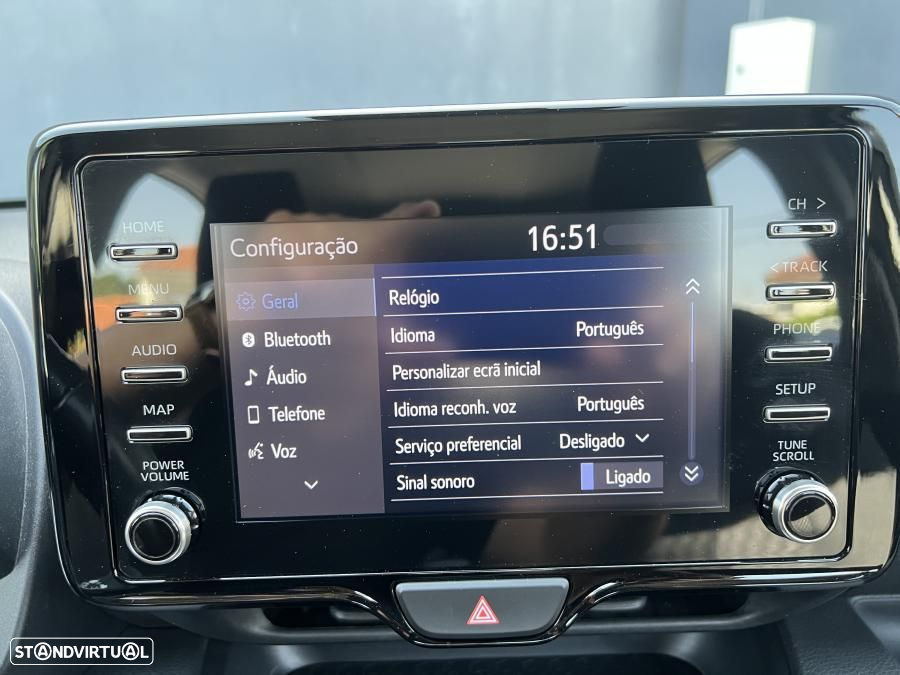 HOME
MENU
AUDIO
MAP
POWER
VOLUME
Configuração
16:51
Geral
Bluetooth
Áudio
Telefone
Voz
Relógio
Idioma Português
Personalizar ecrã inicial
Idioma reconh. voz Português
Serviço preferencial Desligado
Sinal sonoro Ligado
CH >
< TRACK
PHONE
SETUP
TUNE
SCROLL
STANDVIRTUAL